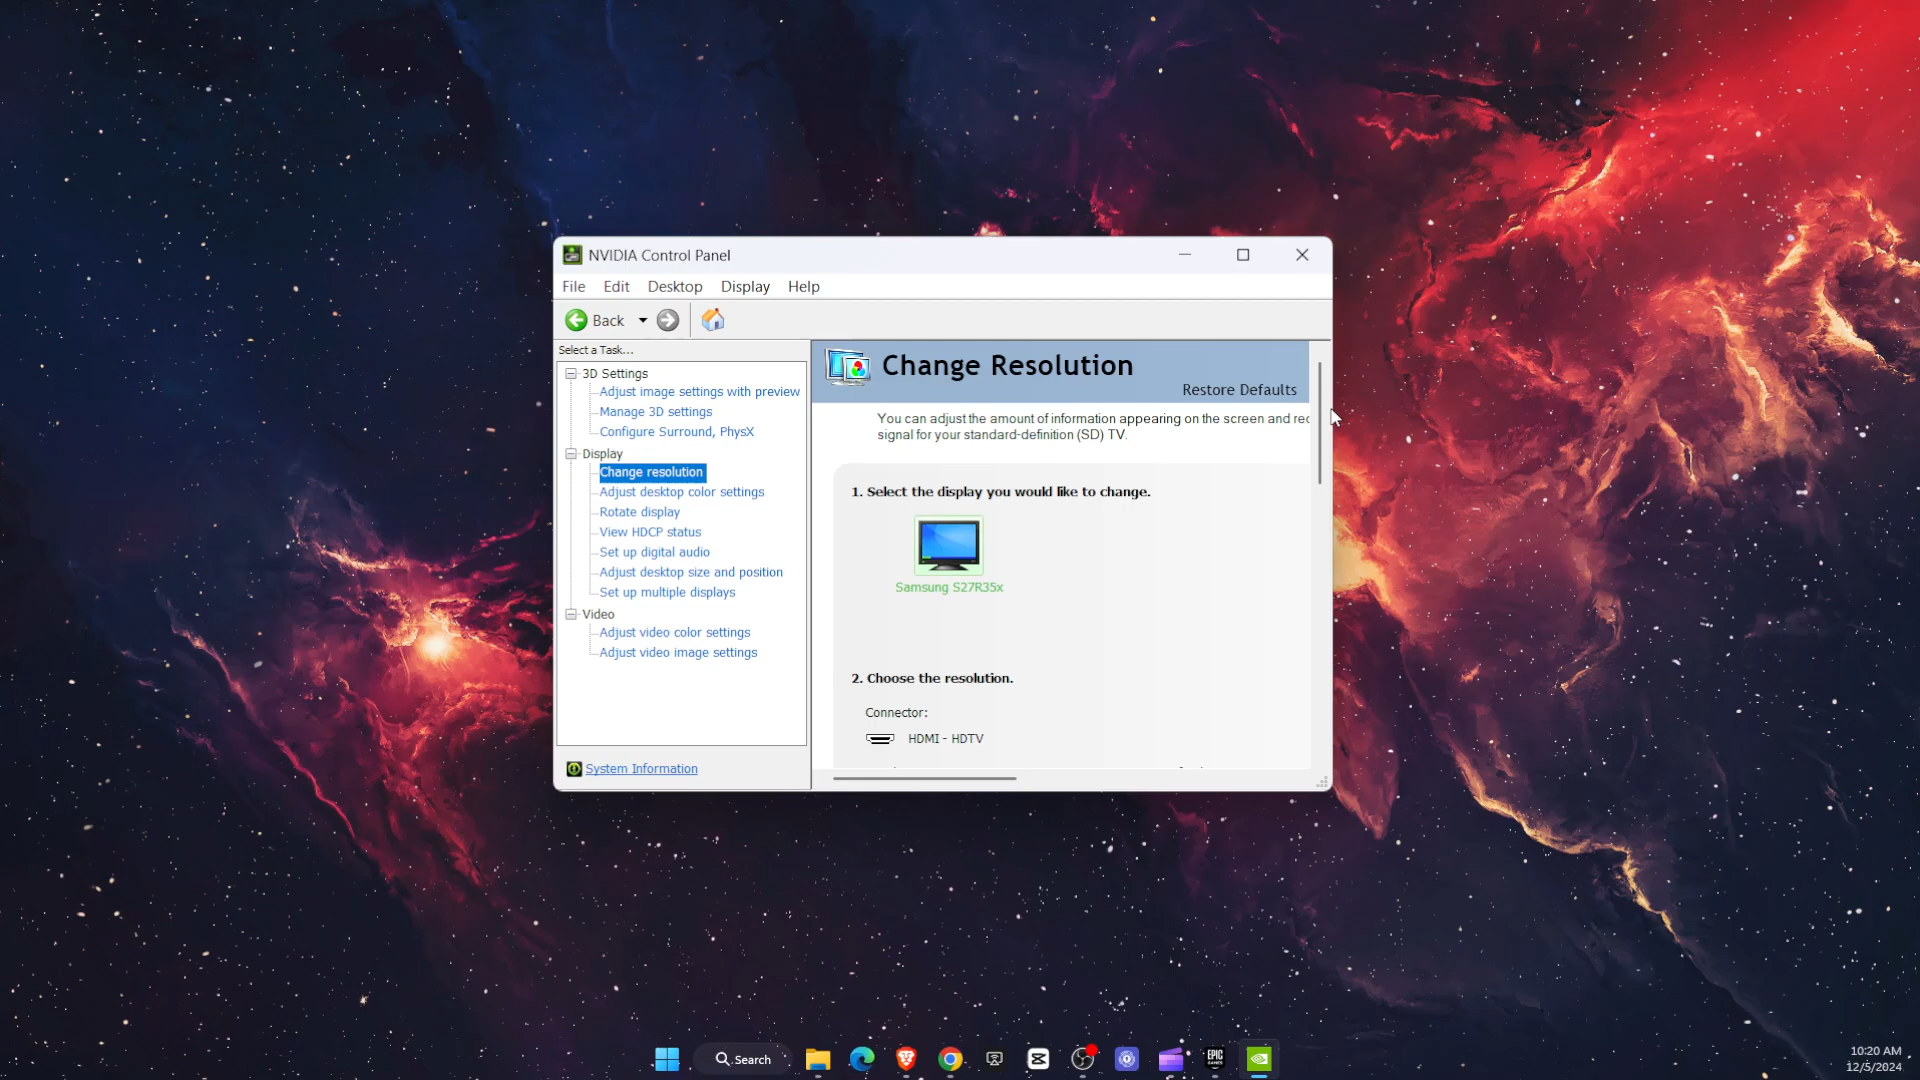 NVIDIA Control Panel
File Edit Desktop Display Help
Back
Select a Task...
3D Settings
Adjust image settings with preview
Manage 3D settings
Configure Surround, PhysX
Display
Change resolution
Adjust desktop color settings
Rotate display
View HDCP status
Set up digital audio
Adjust desktop size and position
Set up multiple displays
Video
Adjust video color settings
Adjust video image settings
System Information
Change Resolution
Restore Defaults
You can adjust the amount of information appearing on the screen and rec
signal for your standard-definition (SD) TV.
1. Select the display you would like to change.
Samsung S27R35x
2. Choose the resolution.
Connector:
HDMI - HDTV
Search
EPIC
GAMES
10:20 AM
12/5/2024